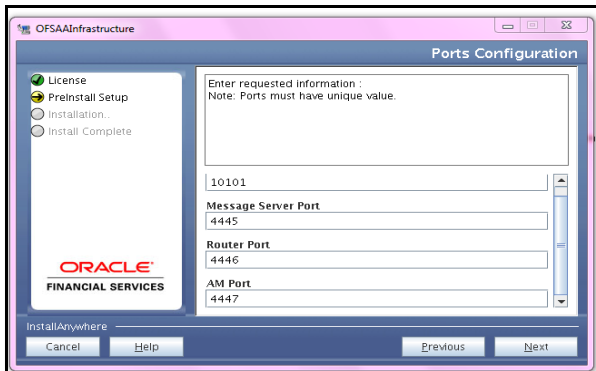 OFSAAInfrastructure
Ports Configuration
License
PreInstall Setup
Installation..
Install Complete
Enter requested information :
Note: Ports must have unique value.
10101
Message Server Port
4445
Router Port
4446
AM Port
4447
ORACLE
FINANCIAL SERVICES
InstallAnywhere
Cancel
Help
Previous
Next